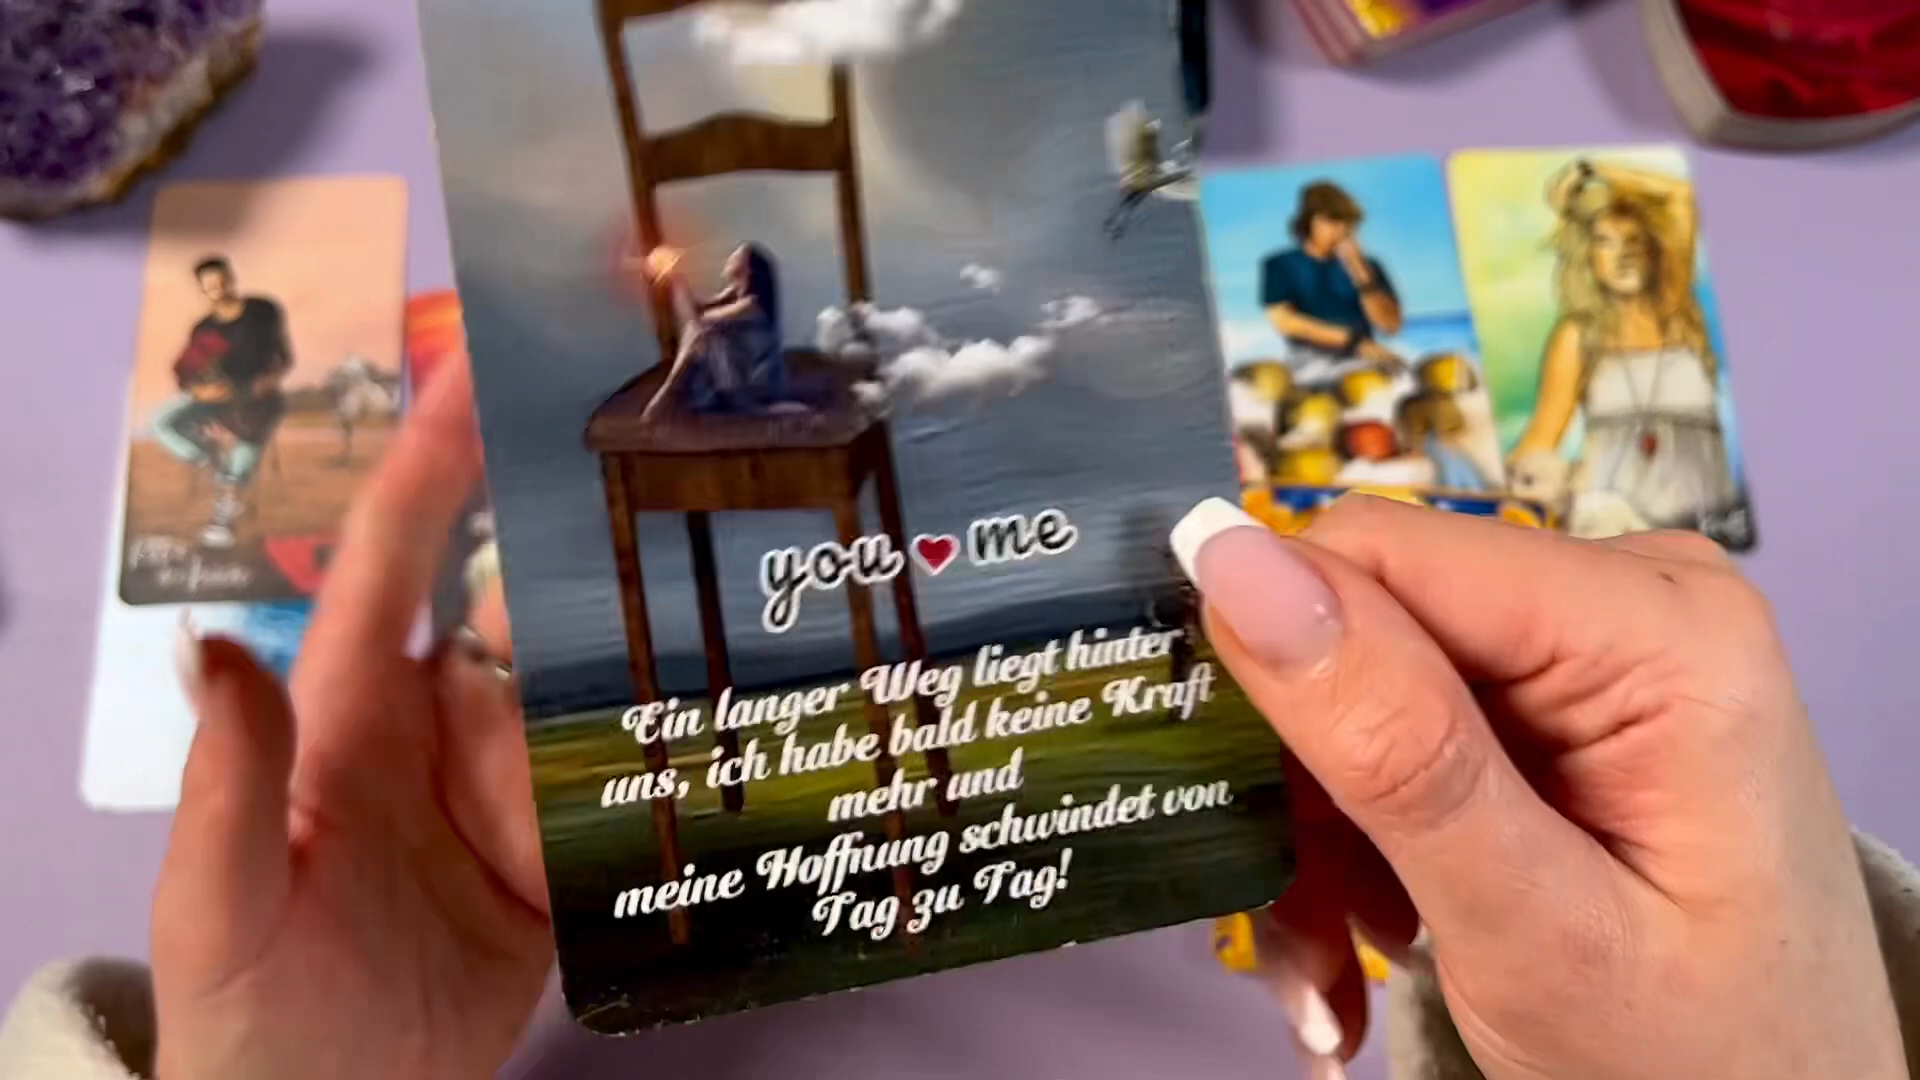 you ❤ me
Ein langer Weg liegt hinter
uns, ich habe bald keine Kraft
mehr und
meine Hoffnung schwindet von
Tag zu Tag!